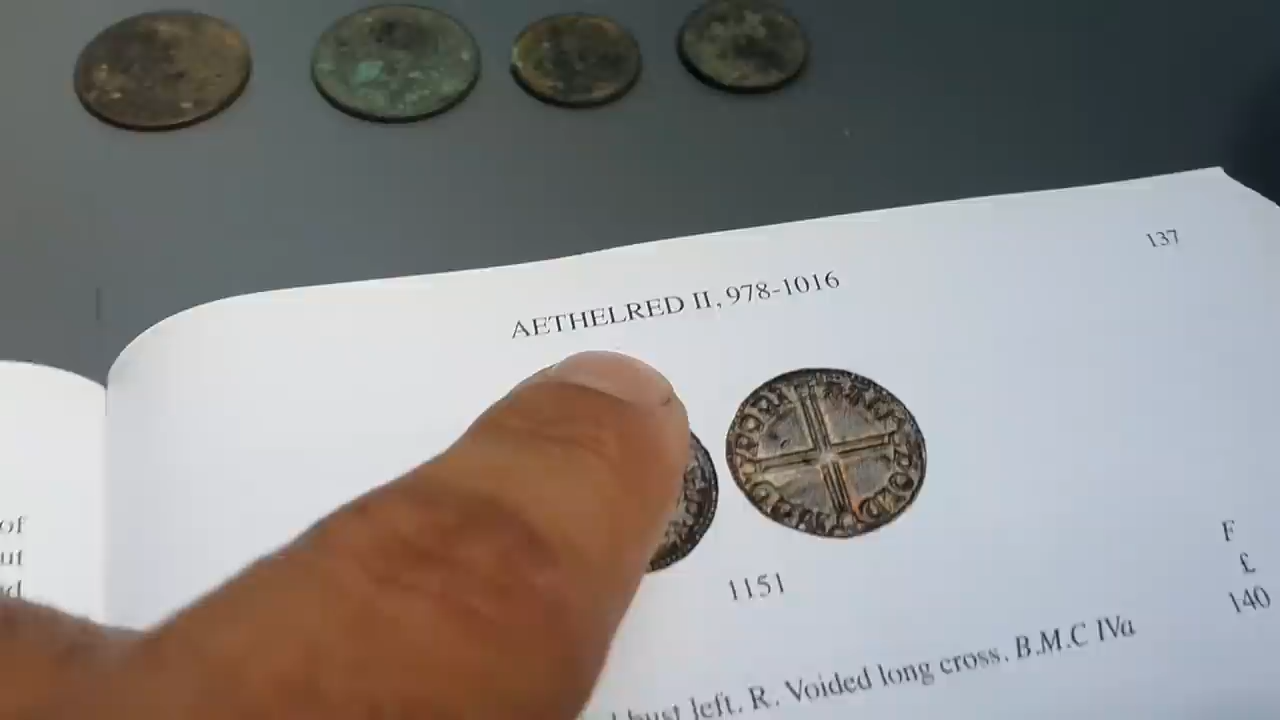 137
AETHELRED II, 978-1016
of
ut
1151
F
£
140
bust left. R. Voided long cross. B.M.C IVa